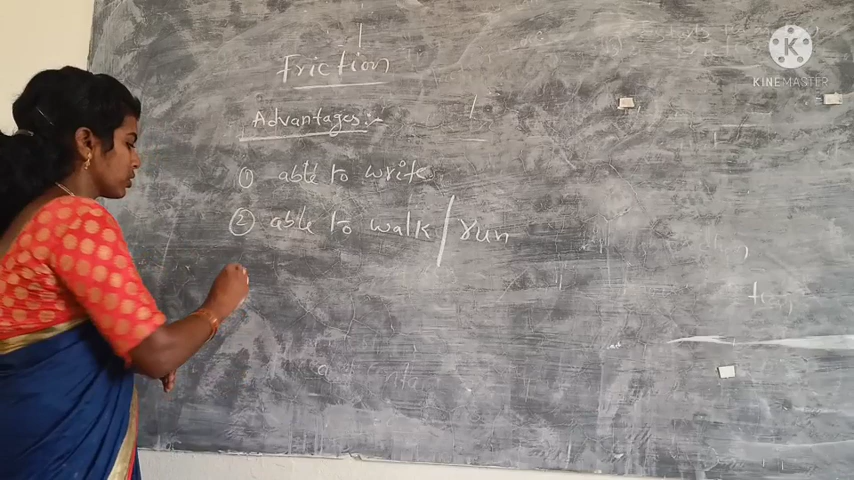 Friction
Advantages:-
① able to write
② able to walk / run
KINEMASTER